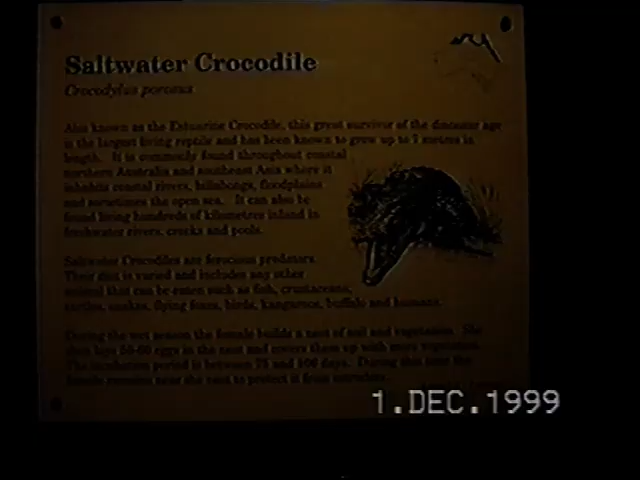 Saltwater Crocodile
Crocodylus porosus
Also known as the Estuarine Crocodile, this great survivor of the dinosaur age
is the largest living reptile and has been known to grow up to 7 metres in
length. It is commonly found throughout coastal
northern Australia and southeast Asia where it
inhabits coastal rivers, billabongs, floodplains
and sometimes the open sea. It can also be
found living hundreds of kilometres inland in
freshwater rivers, creeks and pools.
Saltwater Crocodiles are ferocious predators.
Their diet is varied and includes any other
animal that can be eaten such as fish, crustaceans,
turtles, snakes, flying foxes, birds, kangaroos, buffalo and humans.
During the wet season the female builds a nest of soil and vegetation. She
then lays 50-60 eggs in the nest and covers them up with more vegetation.
The incubation period is between 75 and 106 days. During this time the
female remains near the nest to protect it from intruders.
1.DEC.1999